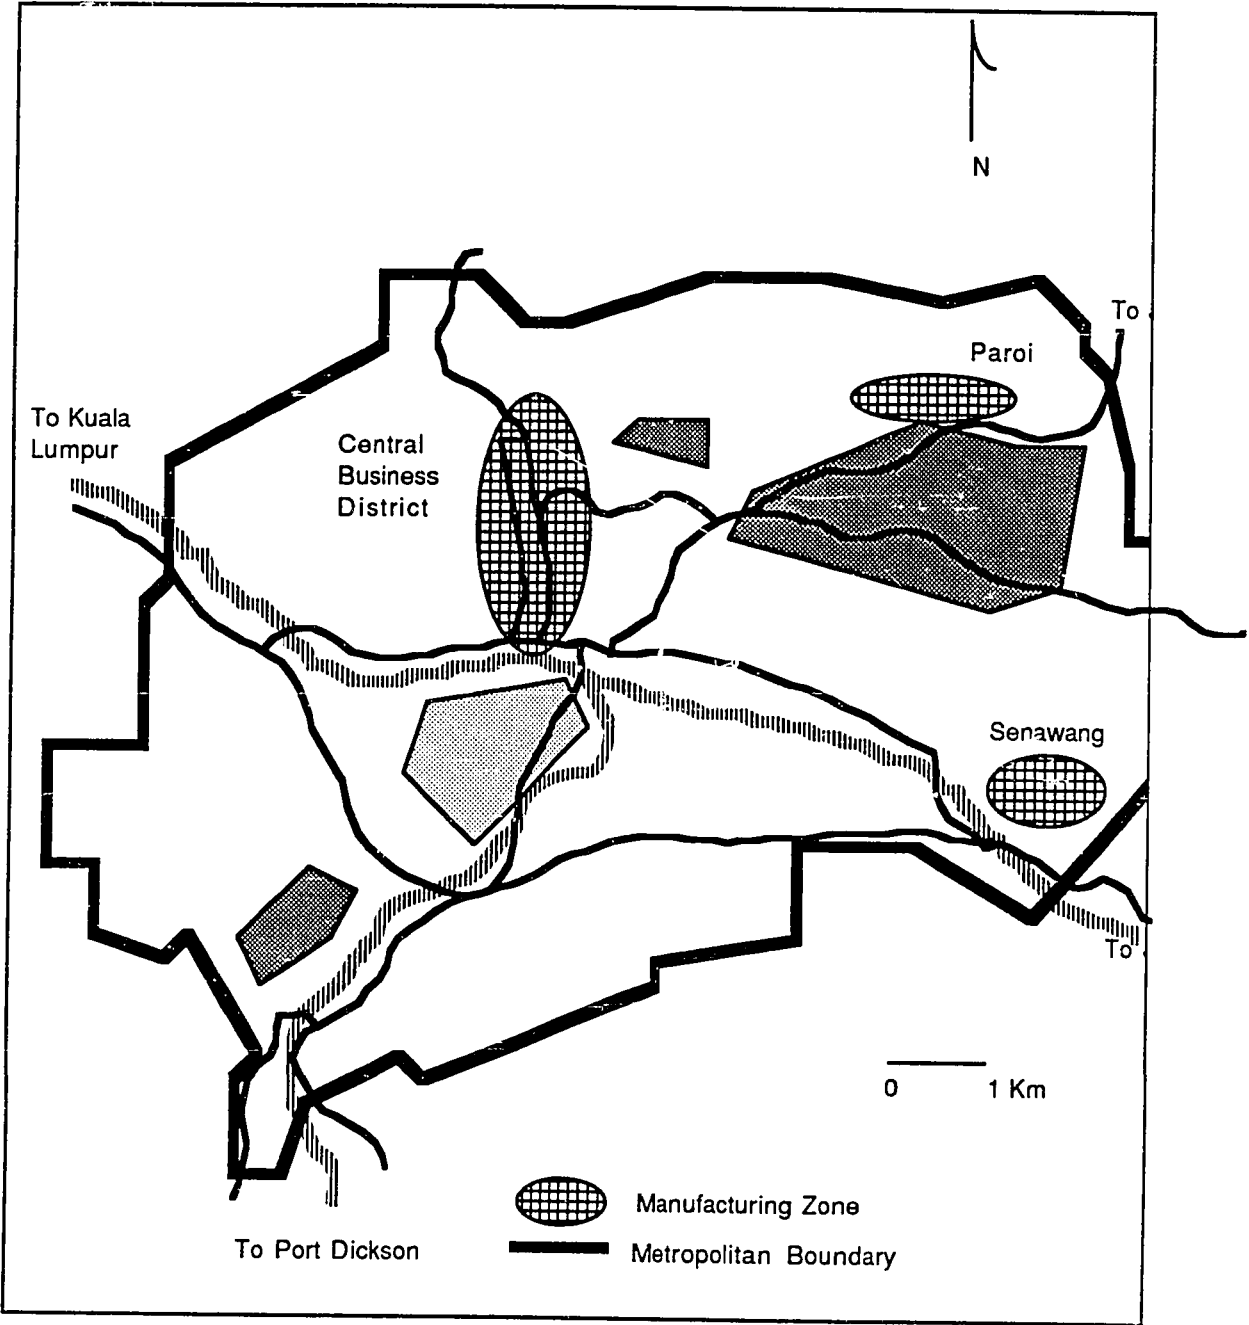 N
To
Paroi
To Kuala
Lumpur
Central
Business
District
Senawang
To
0 1 Km
Manufacturing Zone
Metropolitan Boundary
To Port Dickson